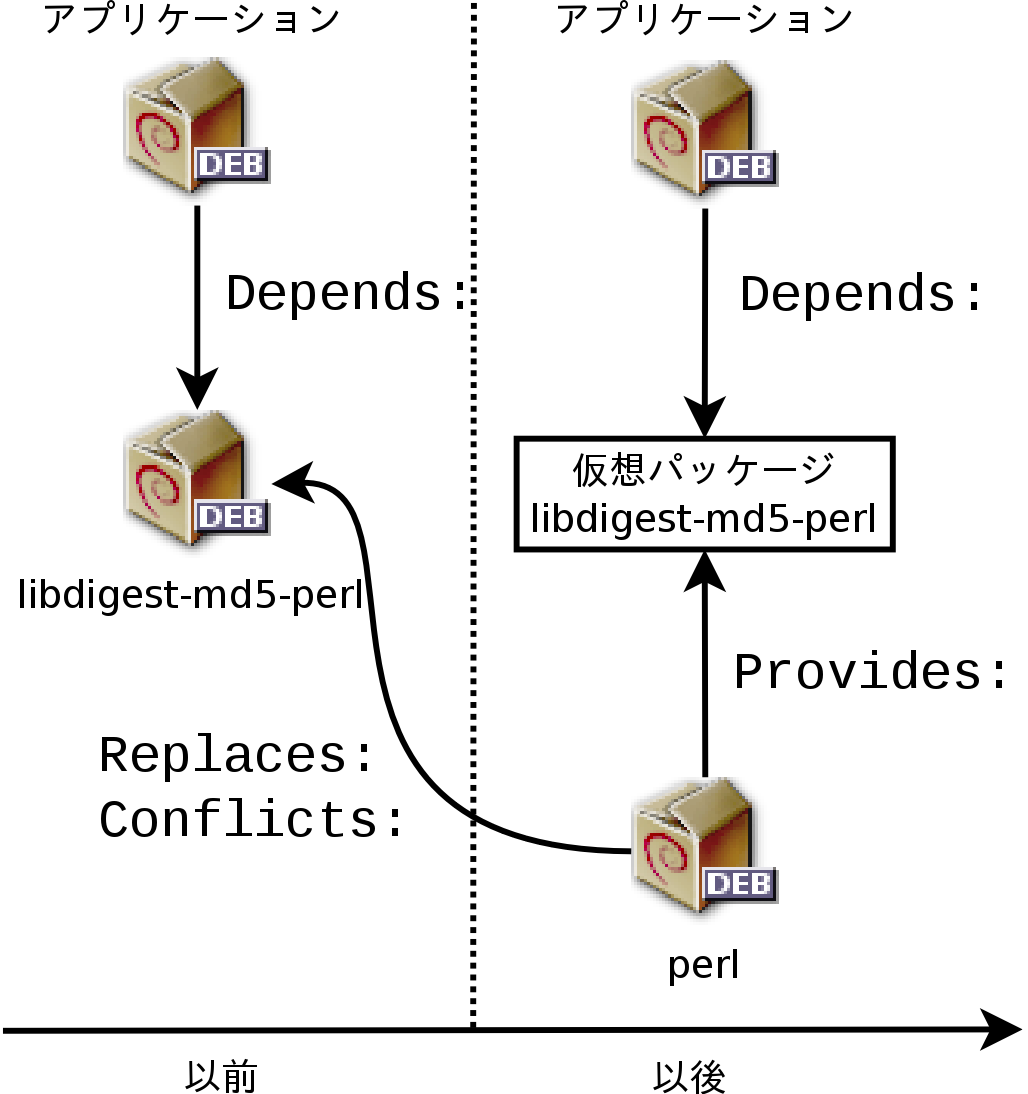 アプリケーション
DEB
Depends:
DEB
libdigest-md5-perl
Replaces:
Conflicts:
以前
アプリケーション
DEB
Depends:
仮想パッケージ
libdigest-md5-perl
Provides:
DEB
perl
以後